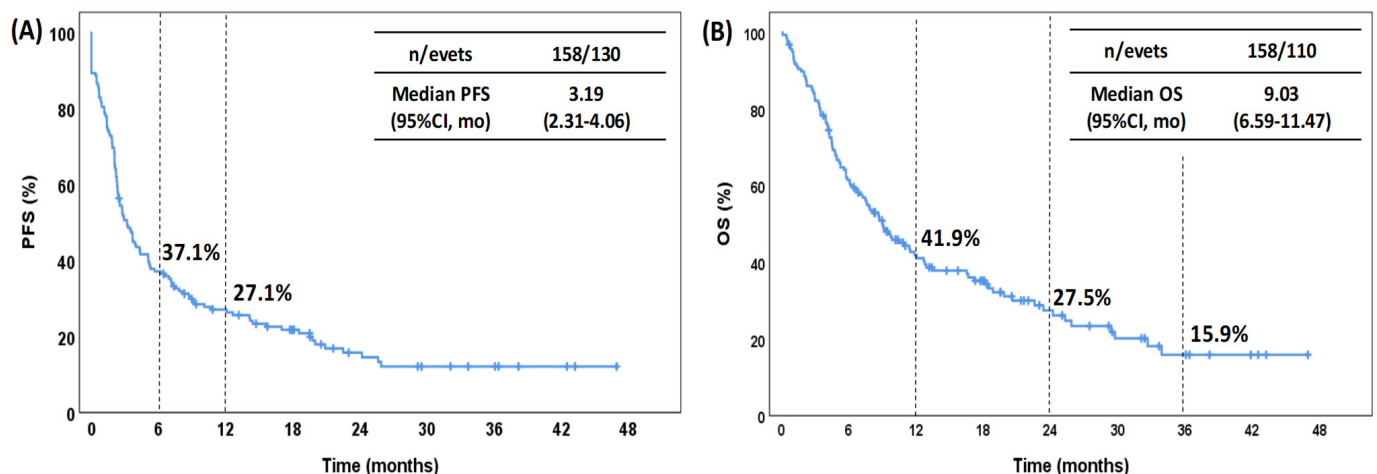 (A)
100
80
60
40
20
0
PFS (%)
n/evets 158/130
Median PFS 3.19
(95%CI, mo) (2.31-4.06)
37.1%
27.1%
0 6 12 18 24 30 36 42 48
Time (months)
(B)
100
80
60
40
20
0
OS (%)
n/evets 158/110
Median OS 9.03
(95%CI, mo) (6.59-11.47)
41.9%
27.5%
15.9%
0 6 12 18 24 30 36 42 48
Time (months)